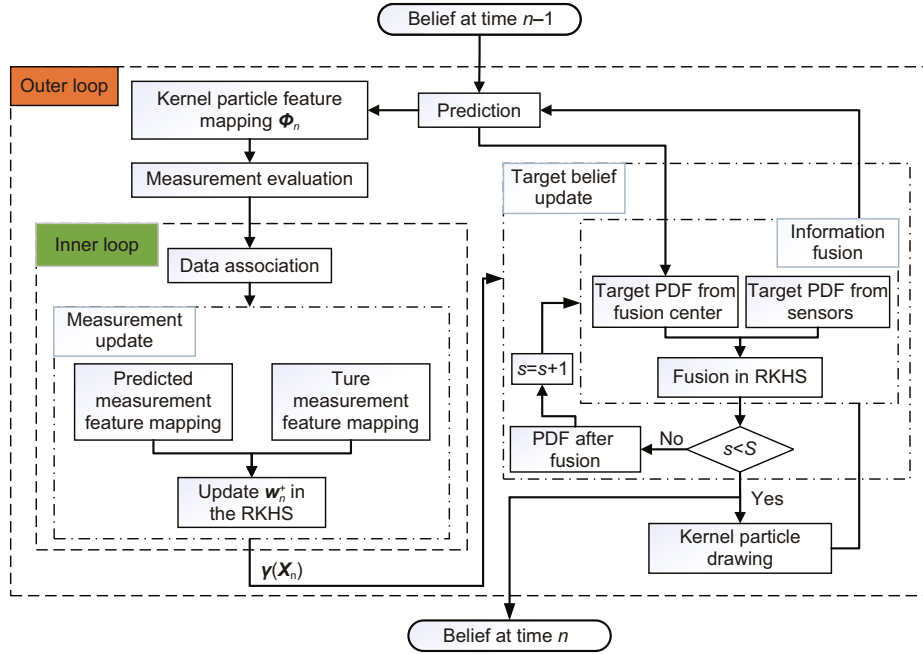 Belief at time n–1
Outer loop
Kernel particle feature
mapping Φn
Prediction
Measurement evaluation
Target belief
update
Inner loop
Information
fusion
Data association
Target PDF from
fusion center
Target PDF from
sensors
Measurement
update
s=s+1
Predicted
measurement
feature mapping
Ture
measurement
feature mapping
Fusion in RKHS
PDF after
fusion
No
s<S
Update wn+ in
the RKHS
Yes
Kernel particle
drawing
γ(Xn)
Belief at time n